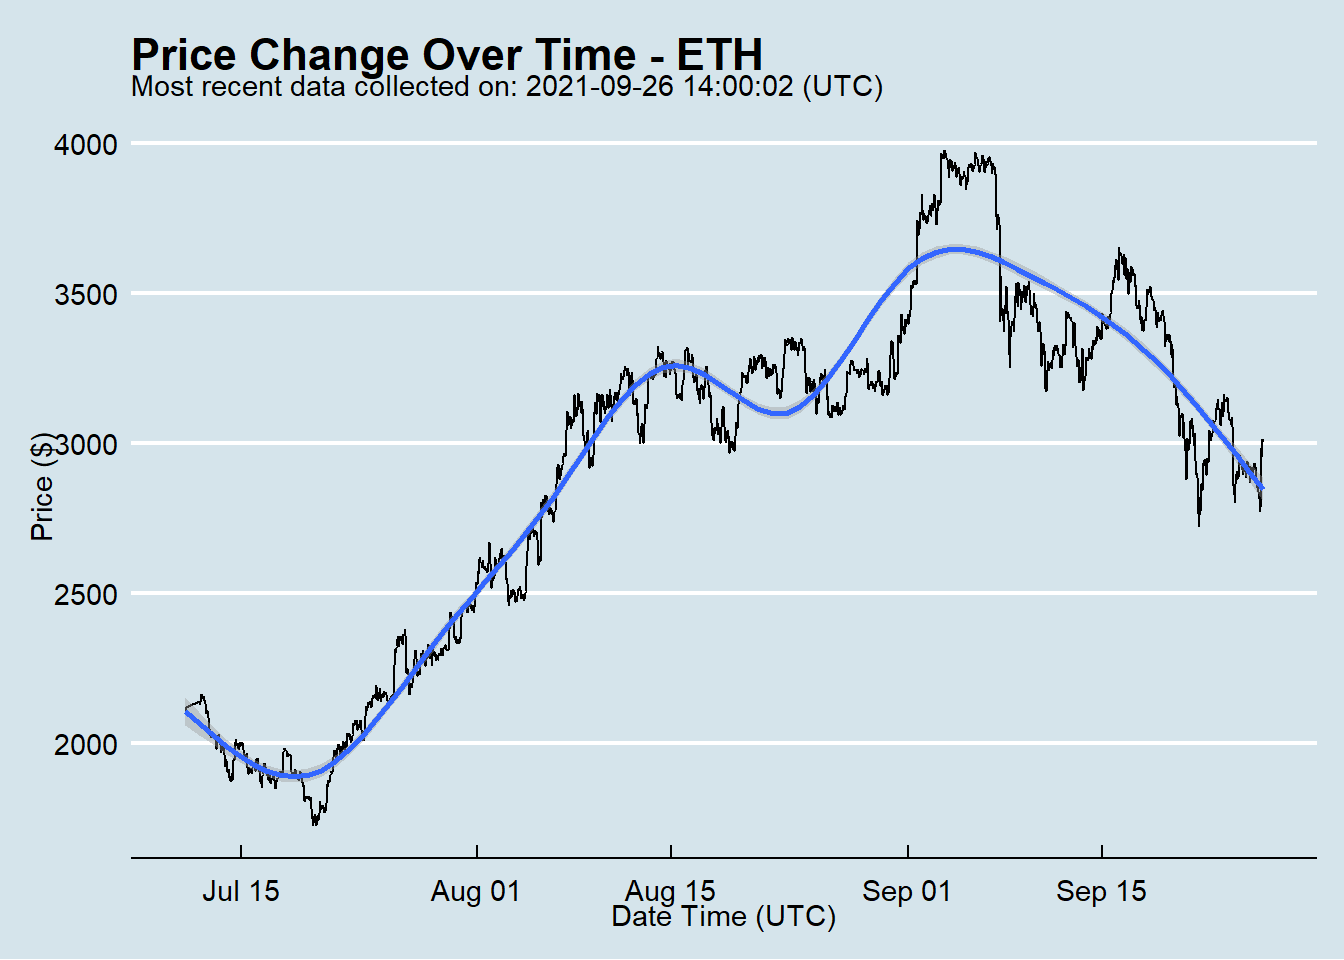 Price Change Over Time - ETH
Most recent data collected on: 2021-09-26 14:00:02 (UTC)
4000
3500
3000
2500
2000
Price ($)
Jul 15
Aug 01
Aug 15
Sep 01
Sep 15
Date Time (UTC)